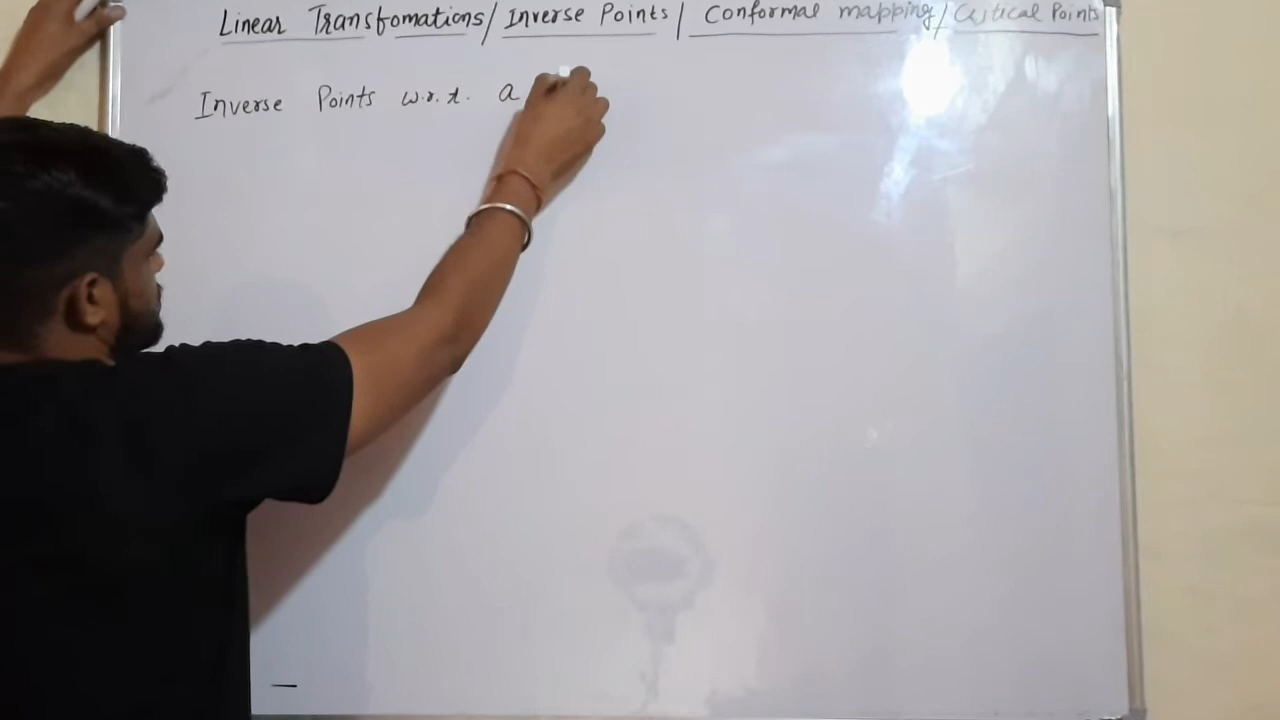 Linear Transfomations/ Inverse Points / Conformal mapping / Critical Points
Inverse Points w.r.t. a